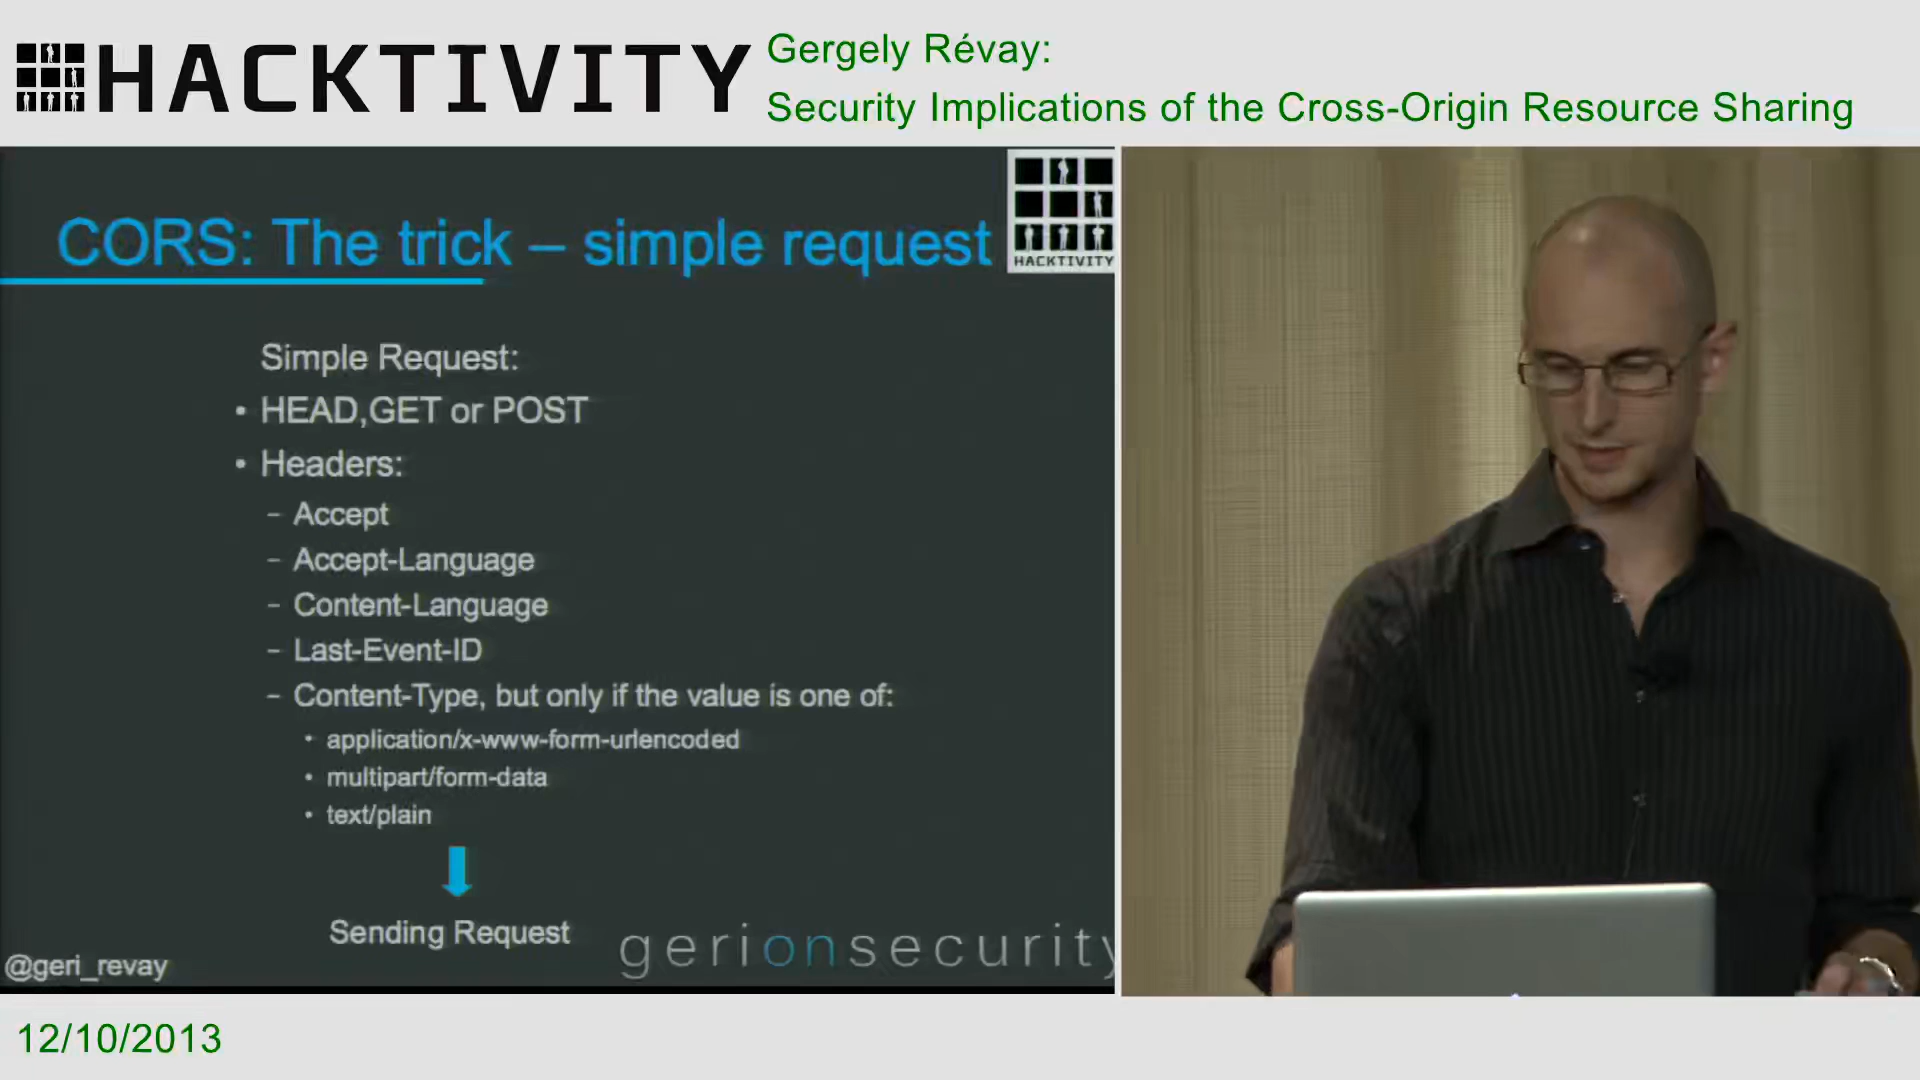 HACKTIVITY
Gergely Révay:
Security Implications of the Cross-Origin Resource Sharing
CORS: The trick – simple request
HACKTIVITY
Simple Request:
• HEAD,GET or POST
• Headers:
– Accept
– Accept-Language
– Content-Language
– Last-Event-ID
– Content-Type, but only if the value is one of:
• application/x-www-form-urlencoded
• multipart/form-data
• text/plain
Sending Request
gerionsecurity
@geri_revay
12/10/2013